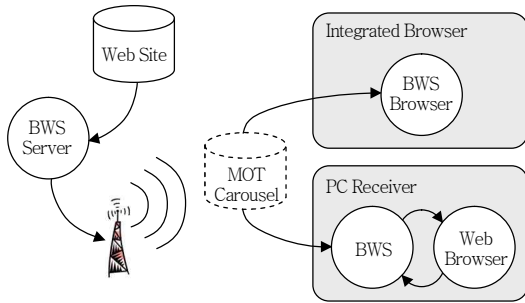 Web Site
BWS
Server
MOT
Carousel
Integrated Browser
BWS
Browser
PC Receiver
BWS
Web
Browser